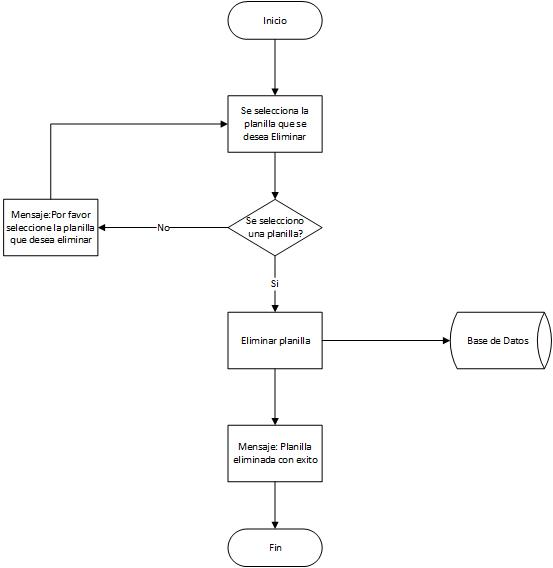 Inicio
Se selecciona la
planilla que se
desea Eliminar
Mensaje:Por favor
seleccione la planilla
que desea eliminar
No
Se selecciono
una planilla?
Si
Eliminar planilla
Base de Datos
Mensaje: Planilla
eliminada con exito
Fin